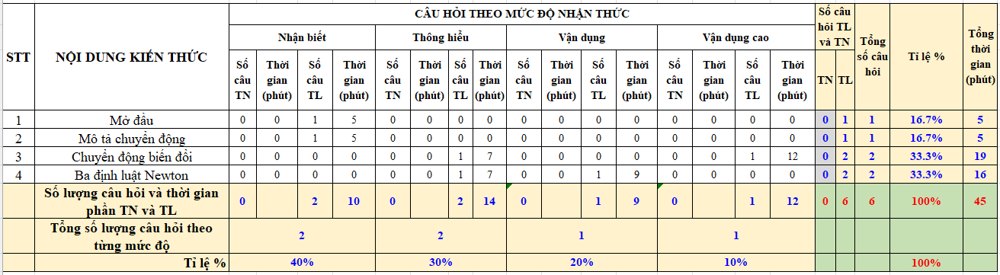 STT NỘI DUNG KIẾN THỨC CÂU HỎI THEO MỨC ĐỘ NHẬN THỨC Số câu hỏi TL và TN Tổng số câu hỏi Tỉ lệ % Tổng thời gian (phút)
Nhận biết Thông hiểu Vận dụng Vận dụng cao
Số câu TN Thời gian (phút) Số câu TL Thời gian (phút) Số câu TN Thời gian (phút) Số câu TL Thời gian (phút) Số câu TN Thời gian (phút) Số câu TL Thời gian (phút) Số câu TN Thời gian (phút) Số câu TL Thời gian (phút) TN TL
1 Mở đầu 0 0 1 5 0 0 0 0 0 0 0 0 0 0 0 0 0 1 1 16.7% 5
2 Mô tả chuyển động 0 0 1 5 0 0 0 0 0 0 0 0 0 0 0 0 0 1 1 16.7% 5
3 Chuyển động biến đổi 0 0 0 0 0 0 1 7 0 0 0 0 0 0 1 12 0 2 2 33.3% 19
4 Ba định luật Newton 0 0 0 0 0 0 1 7 0 0 1 9 0 0 0 0 0 2 2 33.3% 16
Số lượng câu hỏi và thời gian phần TN và TL 0 2 10 0 2 14 0 1 9 0 1 12 0 6 6 100% 45
Tổng số lượng câu hỏi theo từng mức độ 2 2 1 1
Tỉ lệ % 40% 30% 20% 10% 100%